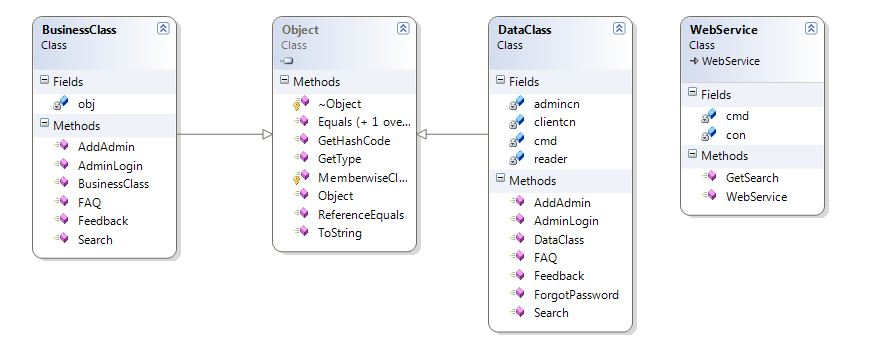 BusinessClass
Class
Fields
obj
Methods
AddAdmin
AdminLogin
BusinessClass
FAQ
Feedback
Search
Object
Class
Methods
~Object
Equals (+ 1 ove...
GetHashCode
GetType
MemberwiseCl...
Object
ReferenceEquals
ToString
DataClass
Class
Fields
admincn
clientcn
cmd
reader
Methods
AddAdmin
AdminLogin
DataClass
FAQ
Feedback
ForgotPassword
Search
WebService
Class
WebService
Fields
cmd
con
Methods
GetSearch
WebService